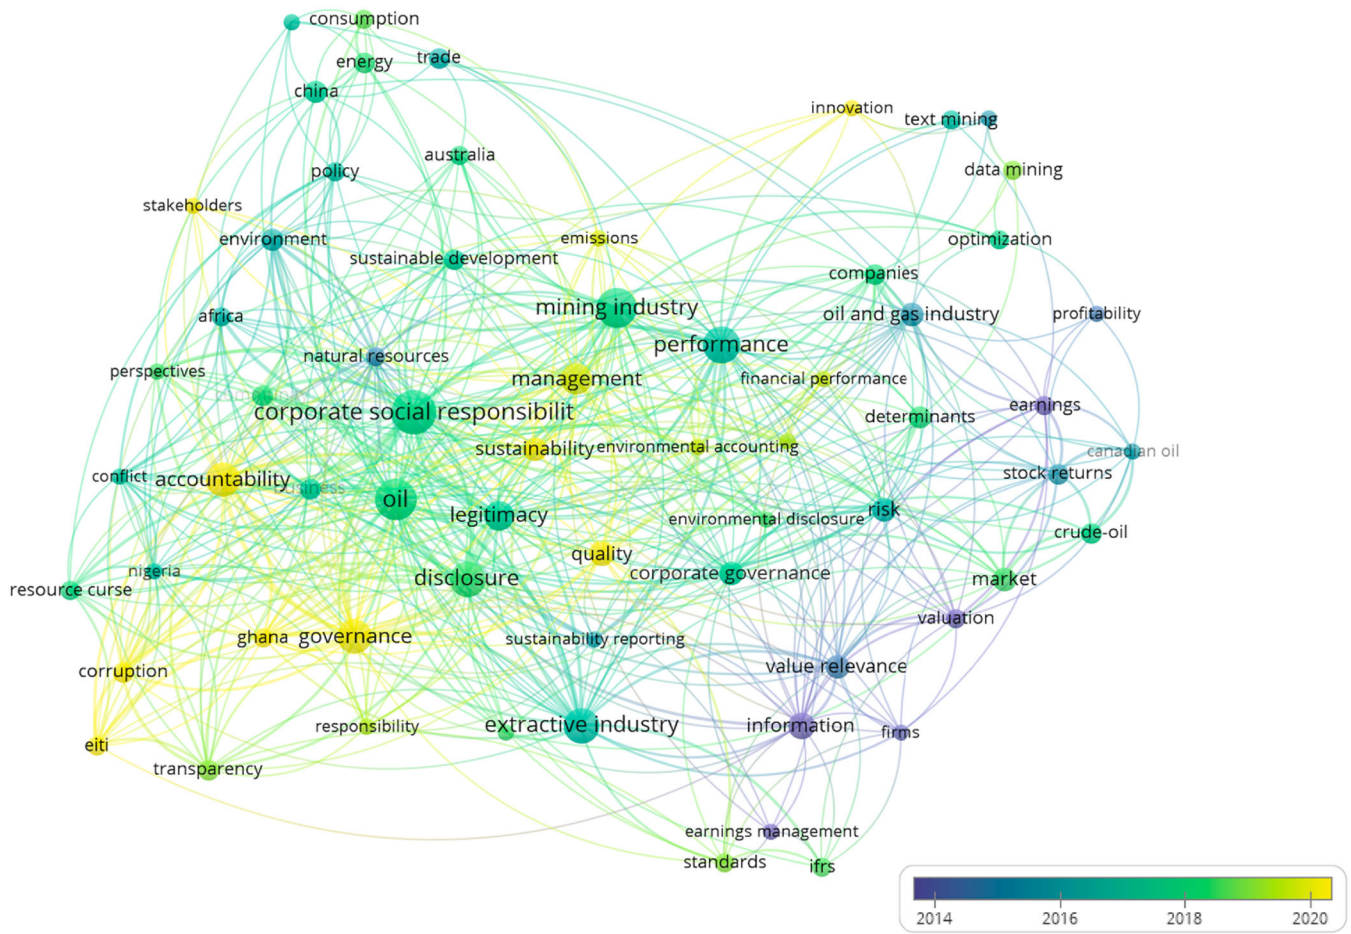 consumption
energy
trade
china
innovation
text mining
australia
data mining
policy
stakeholders
environment
emissions
optimization
sustainable development
companies
mining industry
oil and gas industry
profitability
africa
performance
natural resources
perspectives
management
financial performance
corporate social responsibilit
determinants
earnings
sustainability
environmental accounting
canadian oil
conflict
accountability
stock returns
business
oil
legitimacy
environmental disclosure
risk
crude-oil
quality
nigeria
corporate governance
market
disclosure
resource curse
valuation
ghana
governance
sustainability reporting
corruption
value relevance
extractive industry
information
responsibility
firms
eiti
transparency
earnings management
standards
ifrs
2014
2016
2018
2020